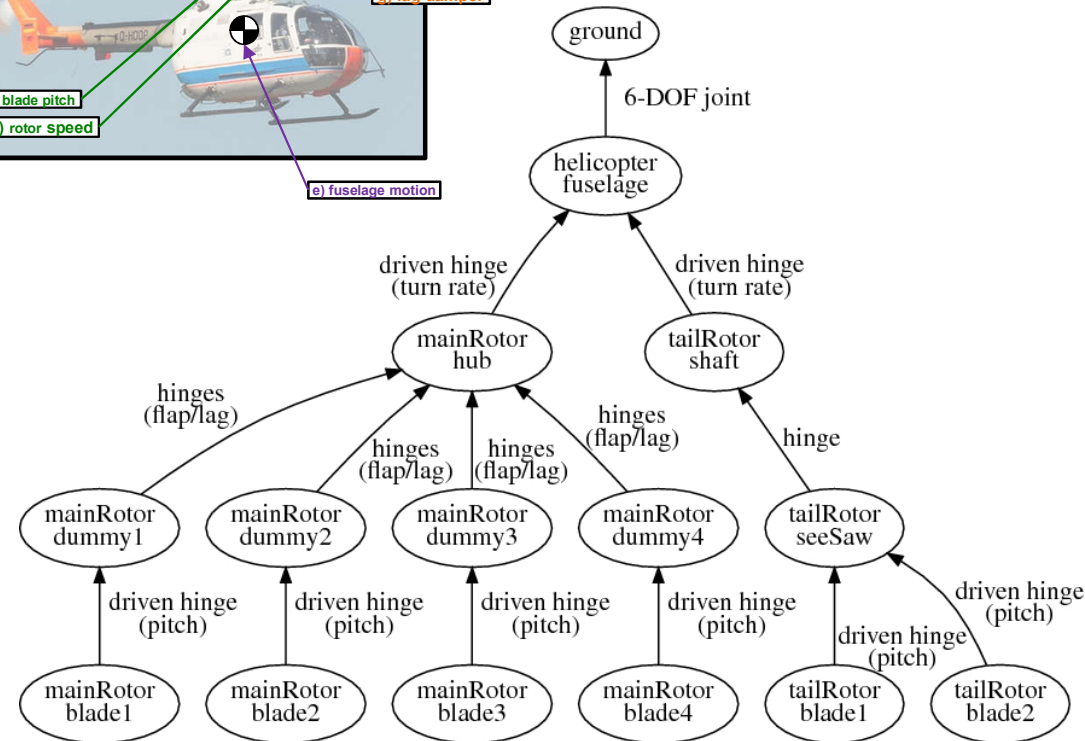 g) lag damper
D-HOOP
blade pitch
) rotor speed
e) fuselage motion
ground
6-DOF joint
helicopter
fuselage
driven hinge
(turn rate)
driven hinge
(turn rate)
mainRotor
hub
tailRotor
shaft
hinges
(flap/lag)
hinges
(flap/lag)
hinges
(flap/lag)
hinges
(flap/lag)
hinge
mainRotor
dummy1
mainRotor
dummy2
mainRotor
dummy3
mainRotor
dummy4
tailRotor
seeSaw
driven hinge
(pitch)
driven hinge
(pitch)
driven hinge
(pitch)
driven hinge
(pitch)
driven hinge
(pitch)
driven hinge
(pitch)
mainRotor
blade1
mainRotor
blade2
mainRotor
blade3
mainRotor
blade4
tailRotor
blade1
tailRotor
blade2